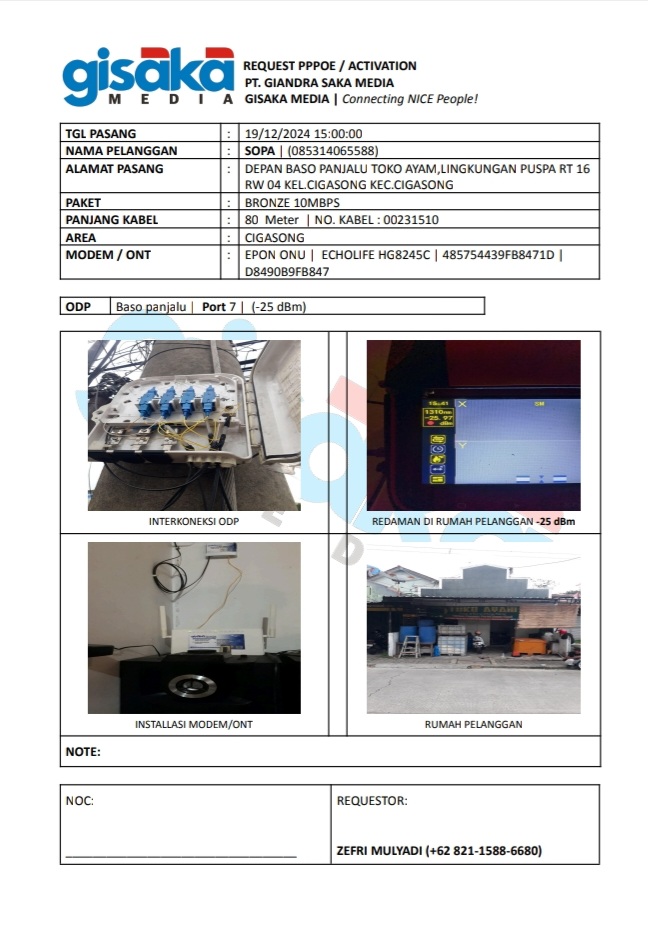 gisaka
MEDIA
REQUEST PPPOE / ACTIVATION
PT. GIANDRA SAKA MEDIA
GISAKA MEDIA | Connecting NICE People!
TGL PASANG : 19/12/2024 15:00:00
NAMA PELANGGAN : SOPA | (085314065588)
ALAMAT PASANG : DEPAN BASO PANJALU TOKO AYAM,LINGKUNGAN PUSPA RT 16
RW 04 KEL.CIGASONG KEC.CIGASONG
PAKET : BRONZE 10MBPS
PANJANG KABEL : 80 Meter | NO. KABEL : 00231510
AREA : CIGASONG
MODEM / ONT : EPON ONU | ECHOLIFE HG8245C | 485754439FB8471D |
D8490B9FB847
ODP Baso panjalu | Port 7 | (-25 dBm)
15:41
1310nm
-25.97
dBm
INTERKONEKSI ODP
REDAMAN DI RUMAH PELANGGAN -25 dBm
TOKO AYAM
INSTALLASI MODEM/ONT
RUMAH PELANGGAN
NOTE:
NOC:
REQUESTOR:
ZEFRI MULYADI (+62 821-1588-6680)